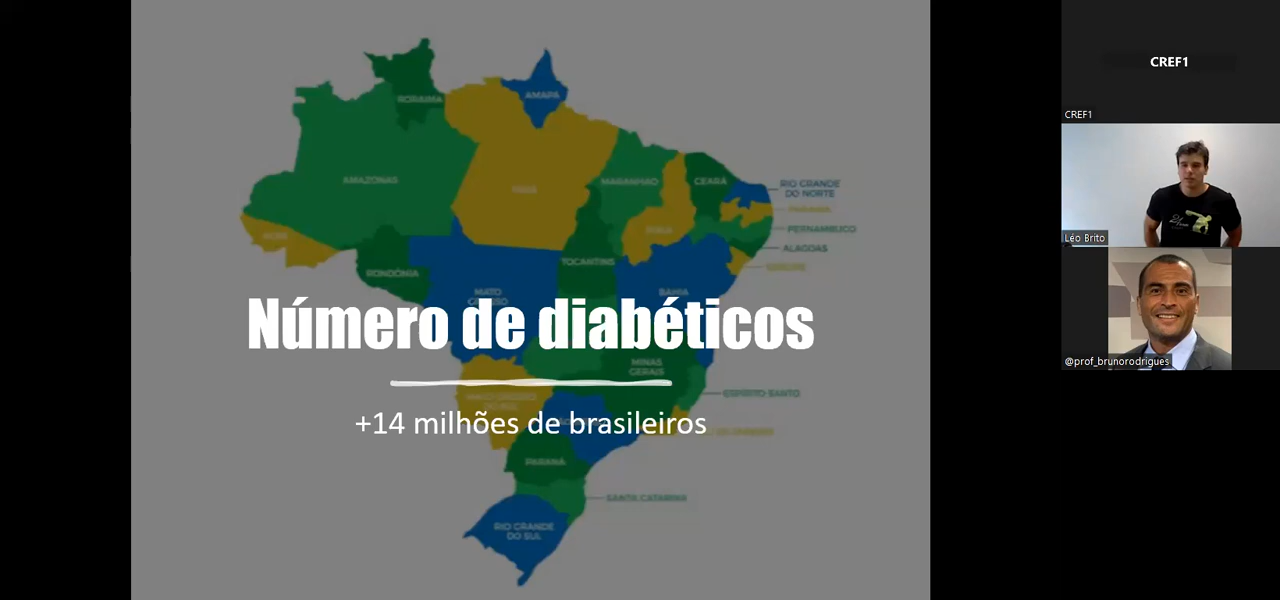 RORAIMA
AMAPÁ
AMAZONAS
PARÁ
MARANHÃO
CEARÁ
RIO GRANDE
DO NORTE
PARAÍBA
PERNAMBUCO
ALAGOAS
SERGIPE
PIAUÍ
ACRE
RONDÔNIA
TOCANTINS
BAHIA
MATO
GROSSO
Número de diabéticos
MINAS
GERAIS
ESPÍRITO SANTO
+14 milhões de brasileiros
PARANÁ
SANTA CATARINA
RIO GRANDE
DO SUL
CREF1
CREF1
Léo Brito
@prof_brunorodrigues